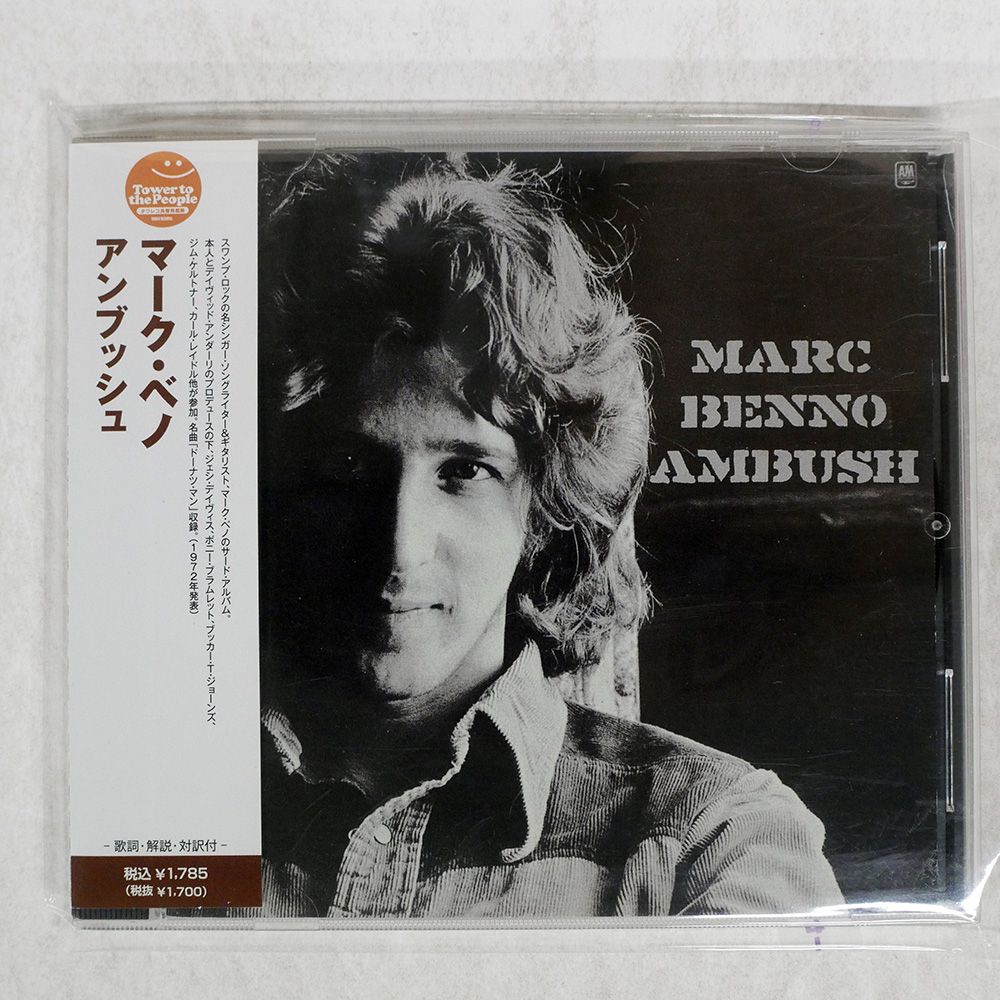 Tower to
the People
マーク・ベノ
アンブッシュ
スワンプ・ロックの名シンガー・ソングライター＆ギタリスト、マーク・ベノのサード・アルバム。
本人とデイヴィッド・アンダーリのプロデュースの下、ジェシ・デイヴィス、ボニー・ブラムレット、ブッカー・T・ジョーンズ、
ジム・ケルトナー、カール・レイドル他が参加。名曲「ドーナツ・マン」収録。（1972年発表）
- 歌詞・解説・対訳付 -
税込 ¥1,785
(税抜 ¥1,700)
AM
MARC
BENNO
AMBUSH